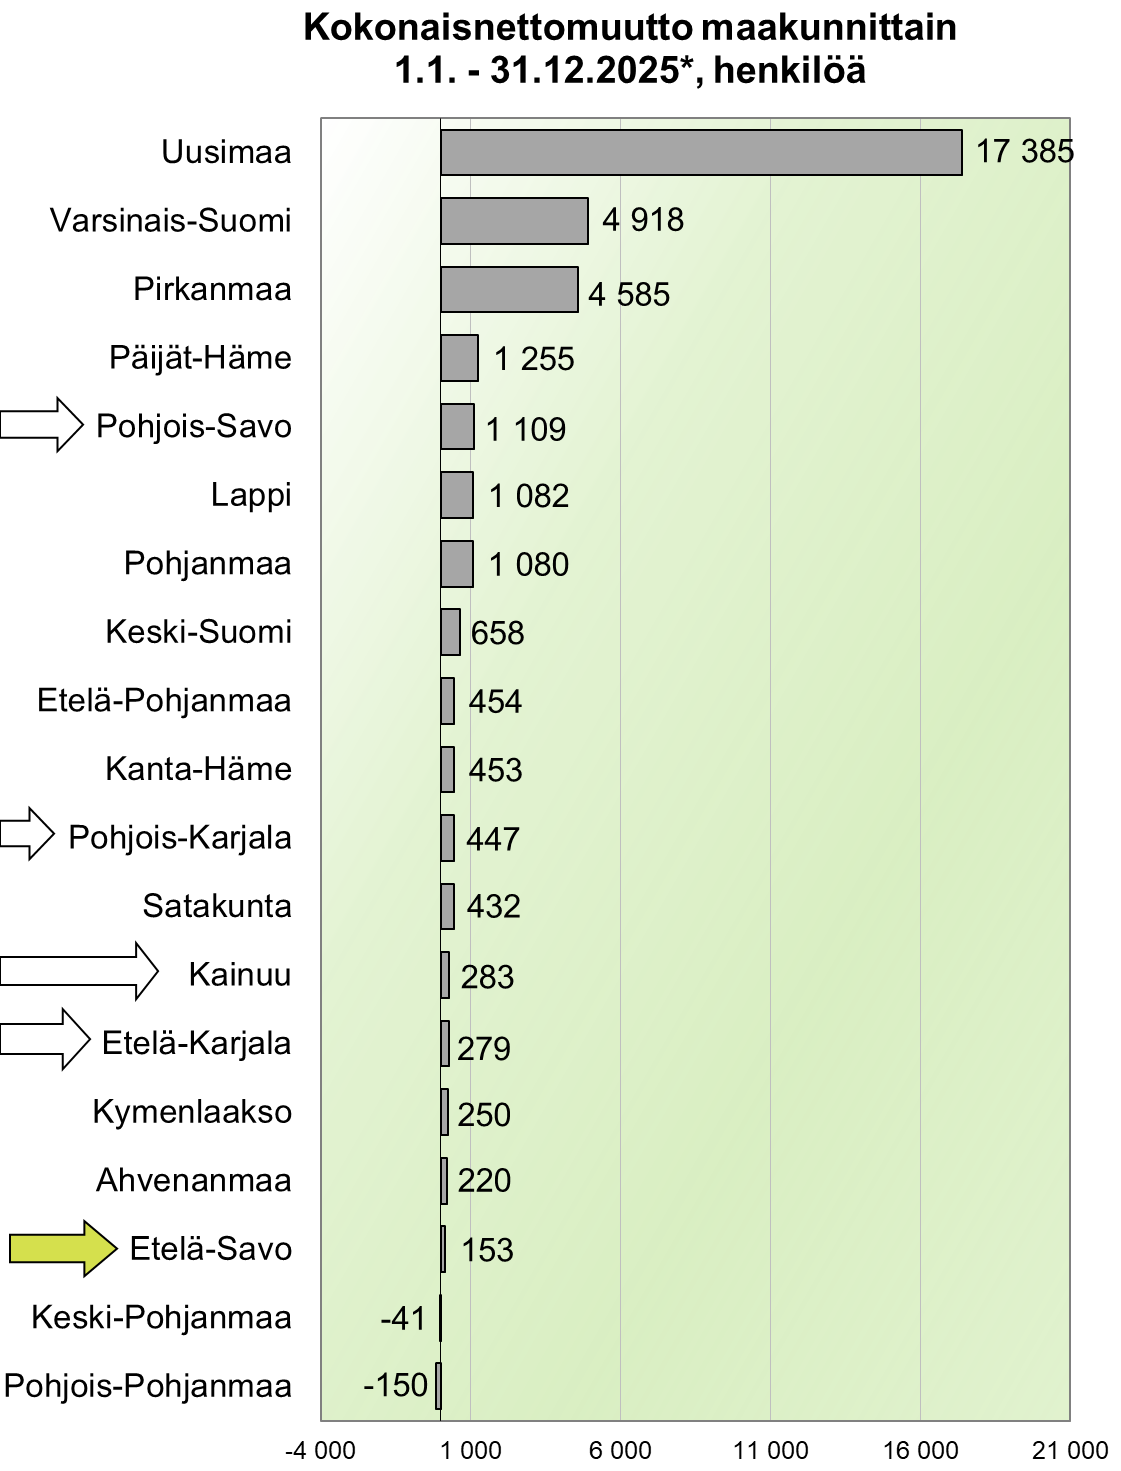 Kokonaisnettomuutto maakunnittain
1.1. - 31.12.2025*, henkilöä
Uusimaa 17 385
Varsinais-Suomi 4 918
Pirkanmaa 4 585
Päijät-Häme 1 255
Pohjois-Savo 1 109
Lappi 1 082
Pohjanmaa 1 080
Keski-Suomi 658
Etelä-Pohjanmaa 454
Kanta-Häme 453
Pohjois-Karjala 447
Satakunta 432
Kainuu 283
Etelä-Karjala 279
Kymenlaakso 250
Ahvenanmaa 220
Etelä-Savo 153
Keski-Pohjanmaa -41
Pohjois-Pohjanmaa -150
-4 000 1 000 6 000 11 000 16 000 21 000